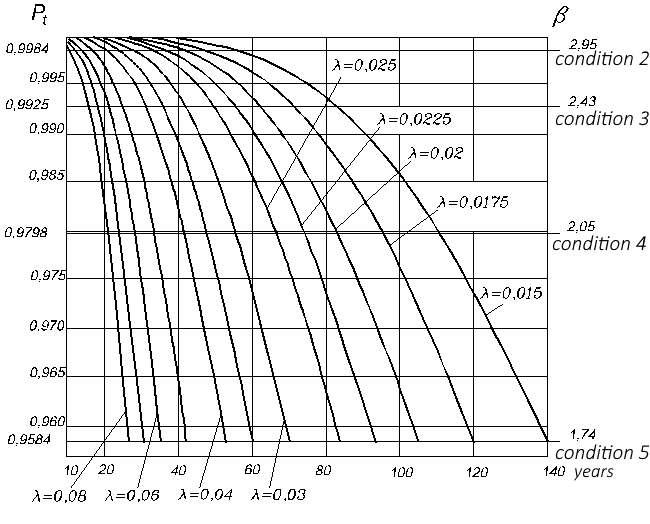 Pt β
0,9984 2,95
condition 2
λ=0,025
0,995
0,9925 2,43
condition 3
λ=0,0225
0,990
λ=0,02
0,985
λ=0,0175
0,9798 2,05
condition 4
0,975
λ=0,015
0,970
0,965
0,960
0,9584 1,74
condition 5
10 20 40 60 80 100 120 140 years
λ=0,08 λ=0,06 λ=0,04 λ=0,03